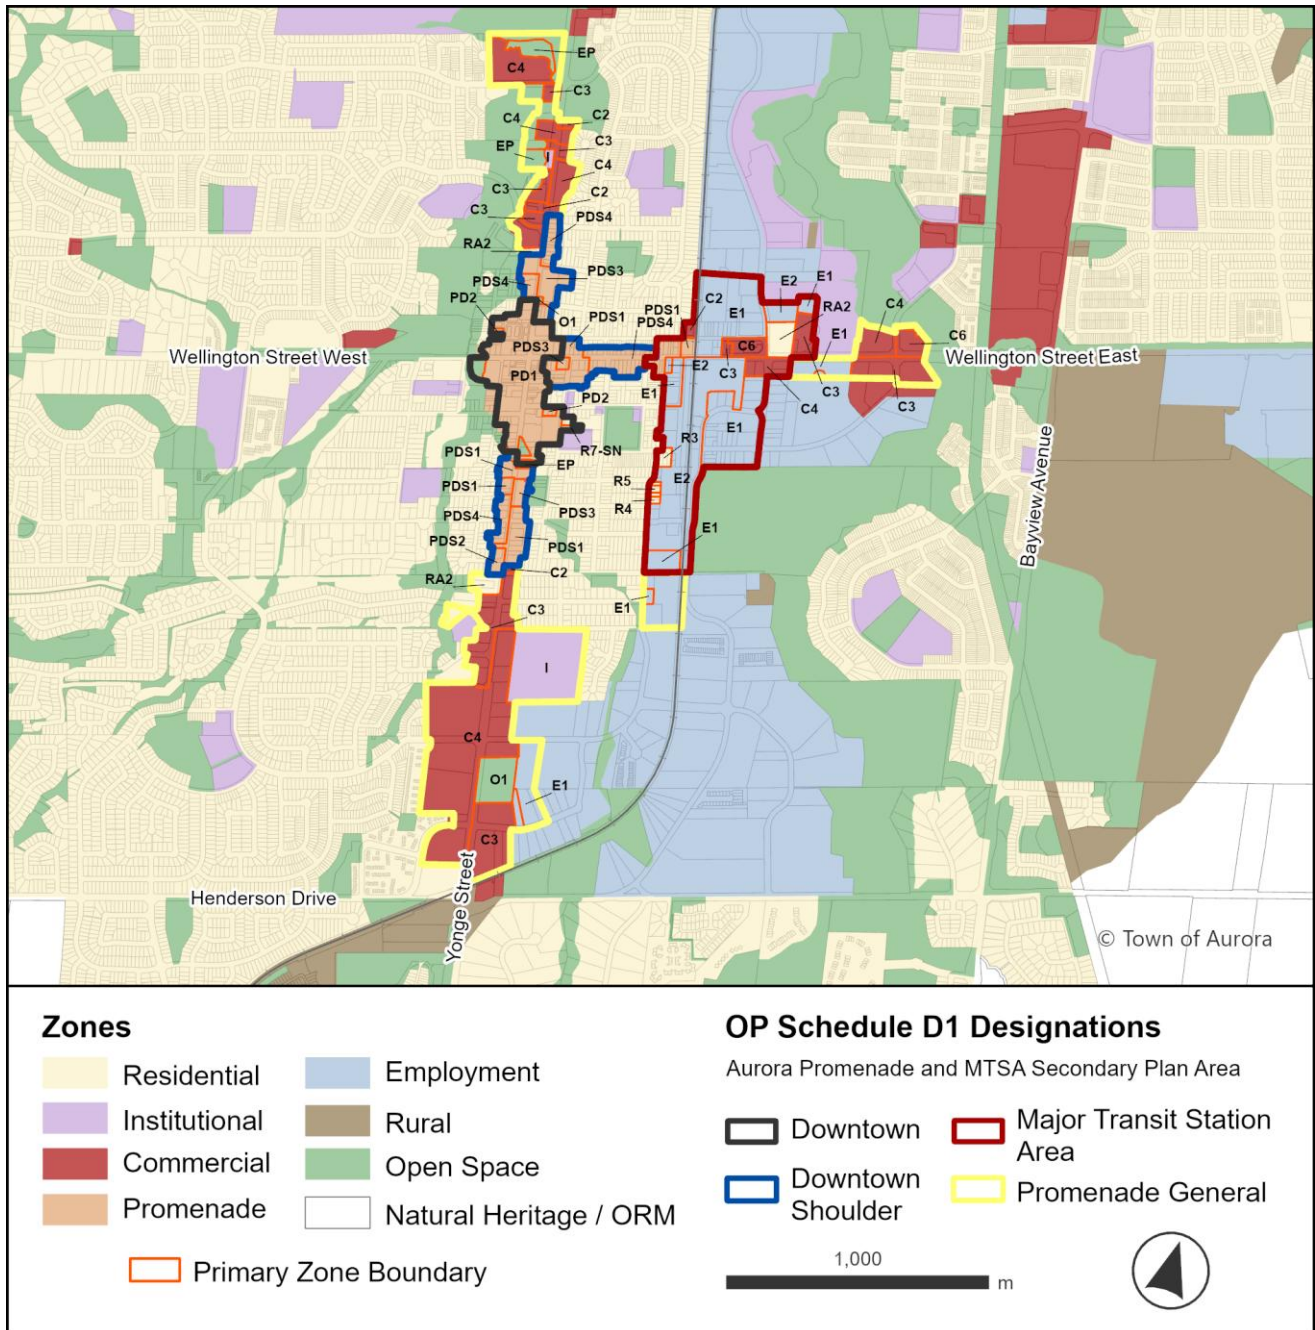 EP
C4
C3
C2
C4
C3
EP
I
C4
C3
C2
C3
PDS4
RA2
PDS3
PDS4
PD2
O1
PDS1
PDS1
PDS4
C2
E1
E2
E1
RA2
C4
C6
PDS3
Wellington Street West
Wellington Street East
PD1
E2
C6
C3
E1
C3
C4
C3
E1
PD2
R7-SN
R3
E1
PDS1
EP
E2
PDS1
R5
PDS3
R4
PDS4
PDS2
PDS1
E1
C2
RA2
E1
C3
I
Bayview Avenue
C4
O1
E1
C3
Henderson Drive
Yonge Street
© Town of Aurora
Zones
Residential
Institutional
Commercial
Promenade
Employment
Rural
Open Space
Natural Heritage / ORM
Primary Zone Boundary
OP Schedule D1 Designations
Aurora Promenade and MTSA Secondary Plan Area
Downtown
Downtown
Shoulder
Major Transit Station
Area
Promenade General
1,000
m